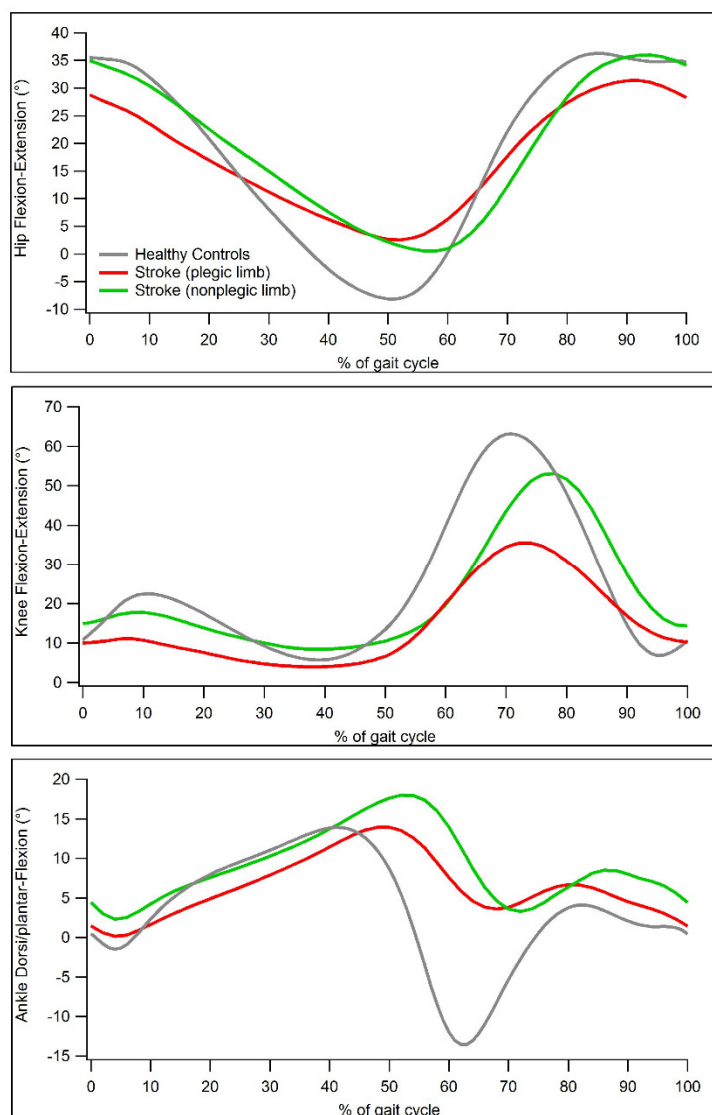 Hip Flexion-Extension (°)
40
35
30
25
20
15
10
5
0
-5
-10
Healthy Controls
Stroke (plegic limb)
Stroke (nonplegic limb)
0 10 20 30 40 50 60 70 80 90 100
% of gait cycle
Knee Flexion-Extension (°)
70
60
50
40
30
20
10
0
0 10 20 30 40 50 60 70 80 90 100
% of gait cycle
Ankle Dorsi/plantar-Flexion (°)
20
15
10
5
0
-5
-10
-15
0 10 20 30 40 50 60 70 80 90 100
% of gait cycle